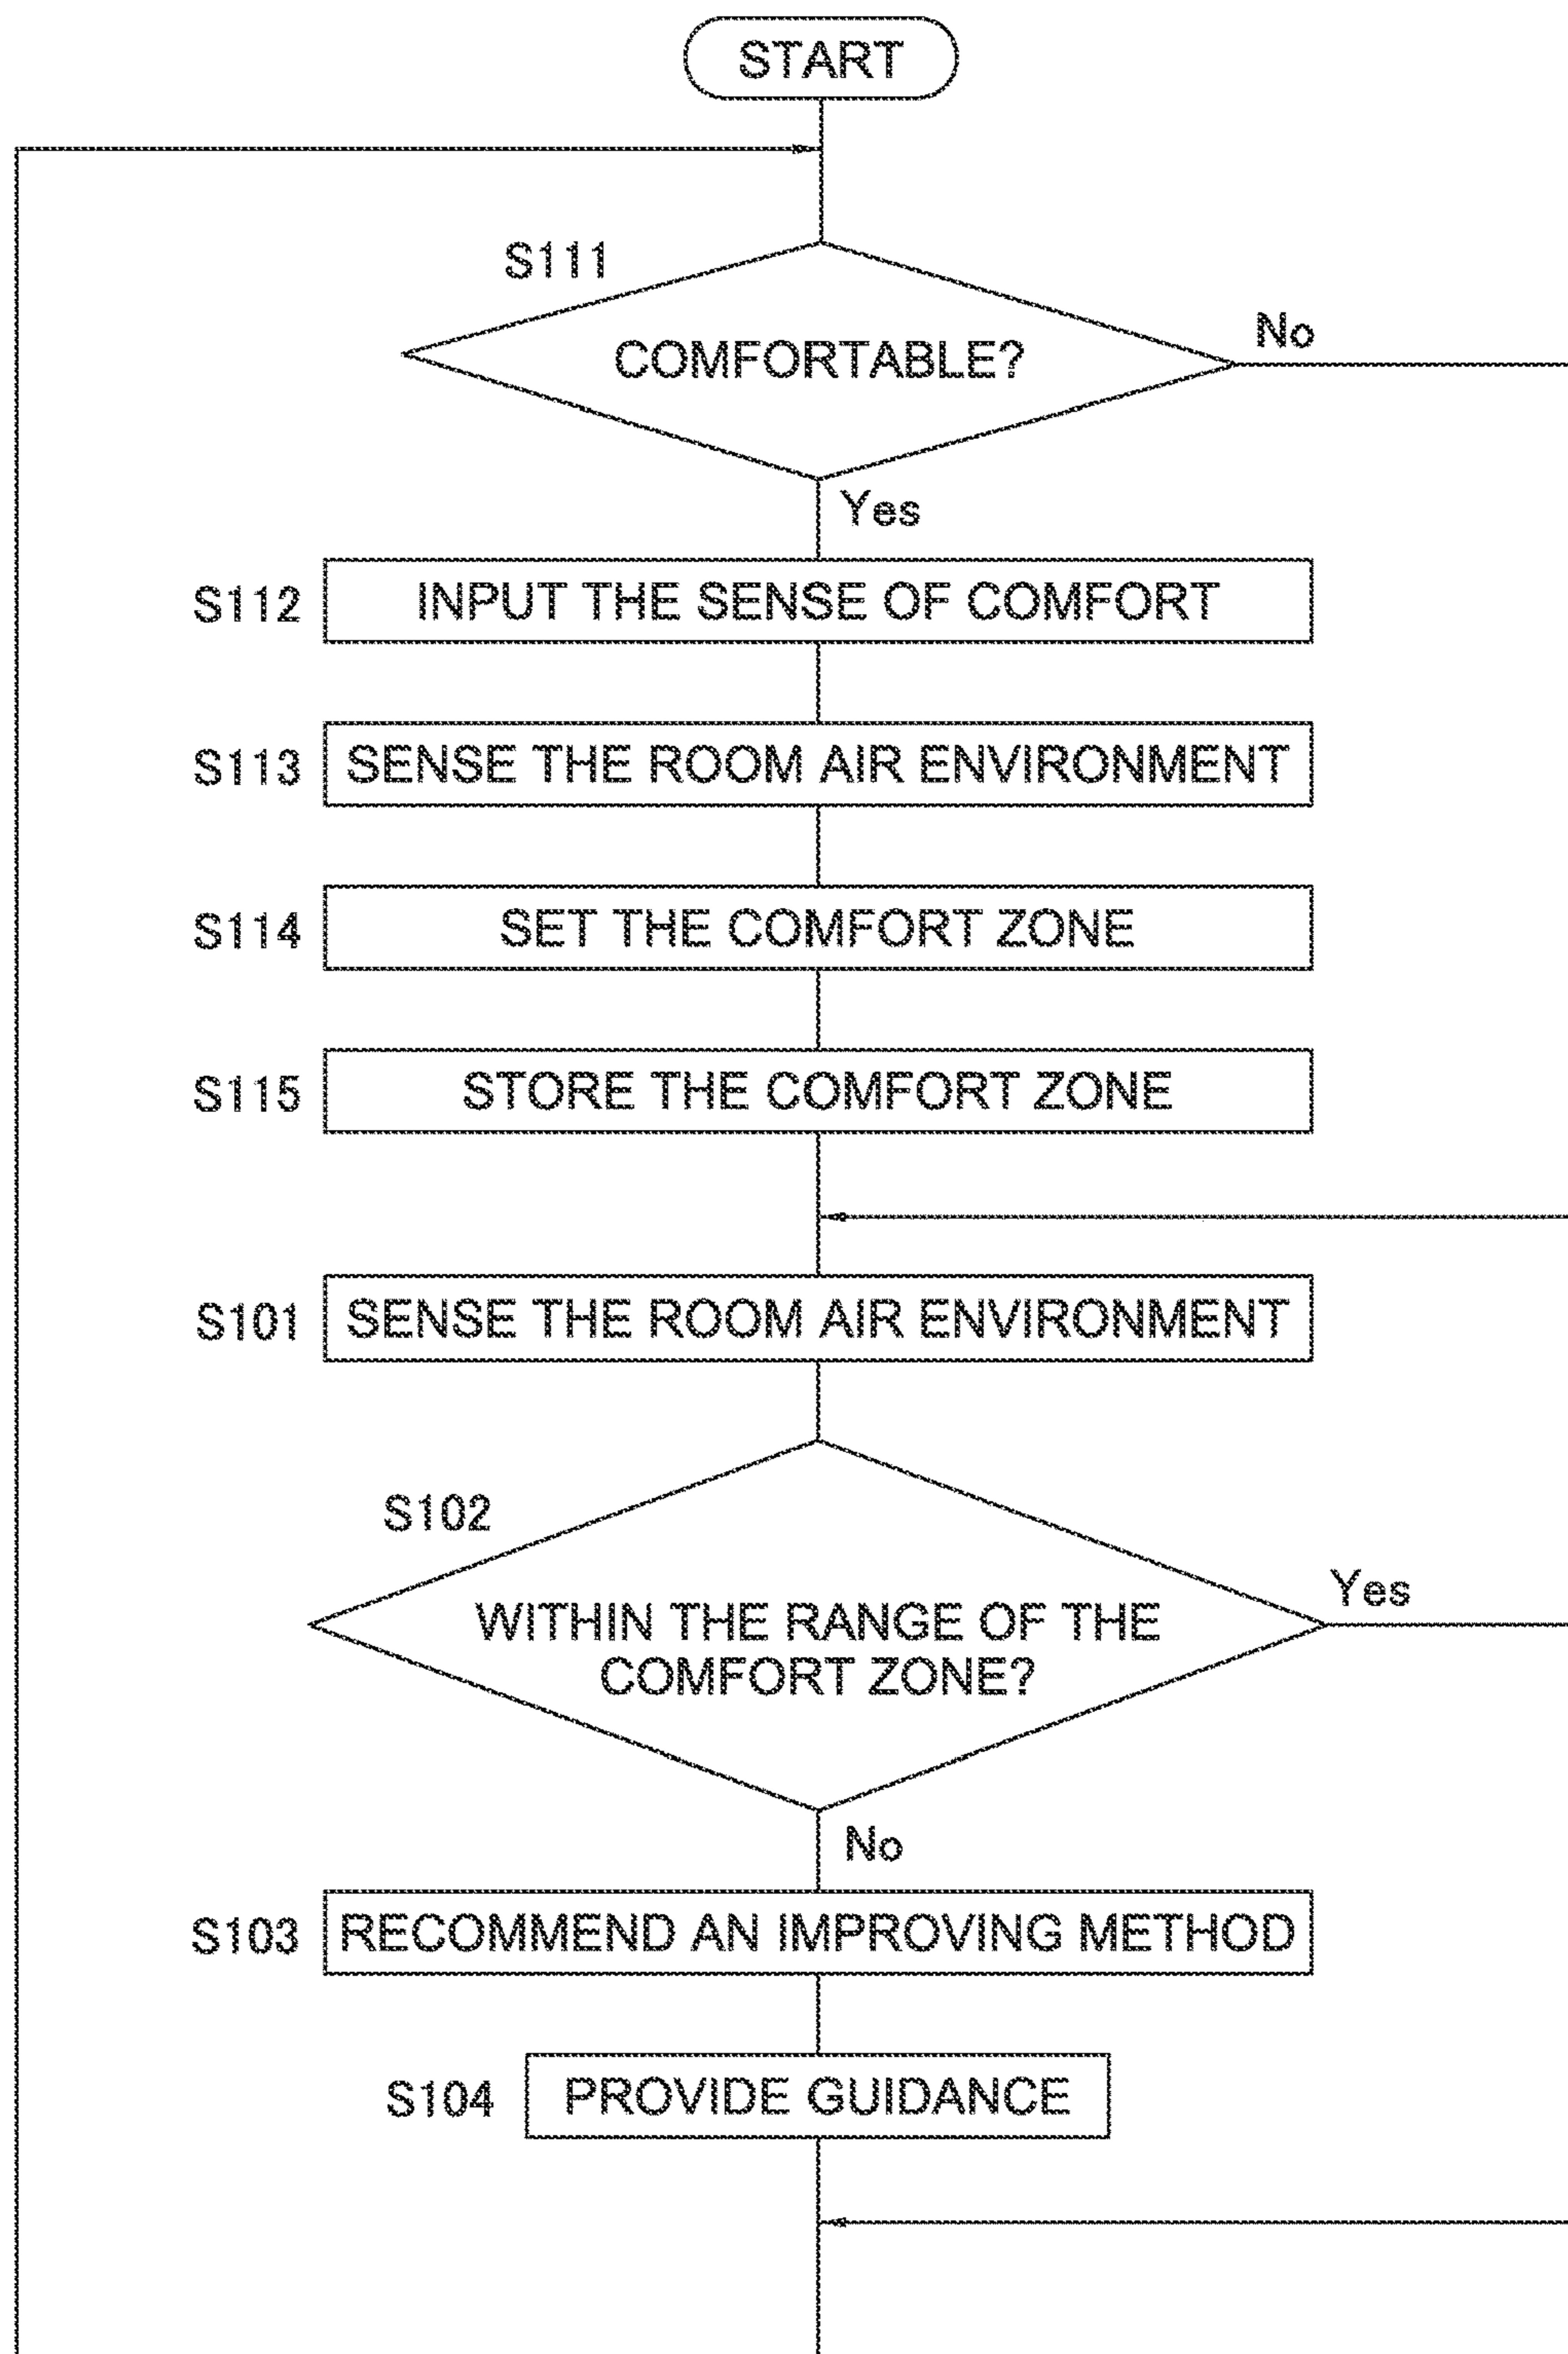 START
S111
COMFORTABLE?
No
Yes
S112
INPUT THE SENSE OF COMFORT
S113
SENSE THE ROOM AIR ENVIRONMENT
S114
SET THE COMFORT ZONE
S115
STORE THE COMFORT ZONE
S101
SENSE THE ROOM AIR ENVIRONMENT
S102
WITHIN THE RANGE OF THE
COMFORT ZONE?
Yes
No
S103
RECOMMEND AN IMPROVING METHOD
S104
PROVIDE GUIDANCE